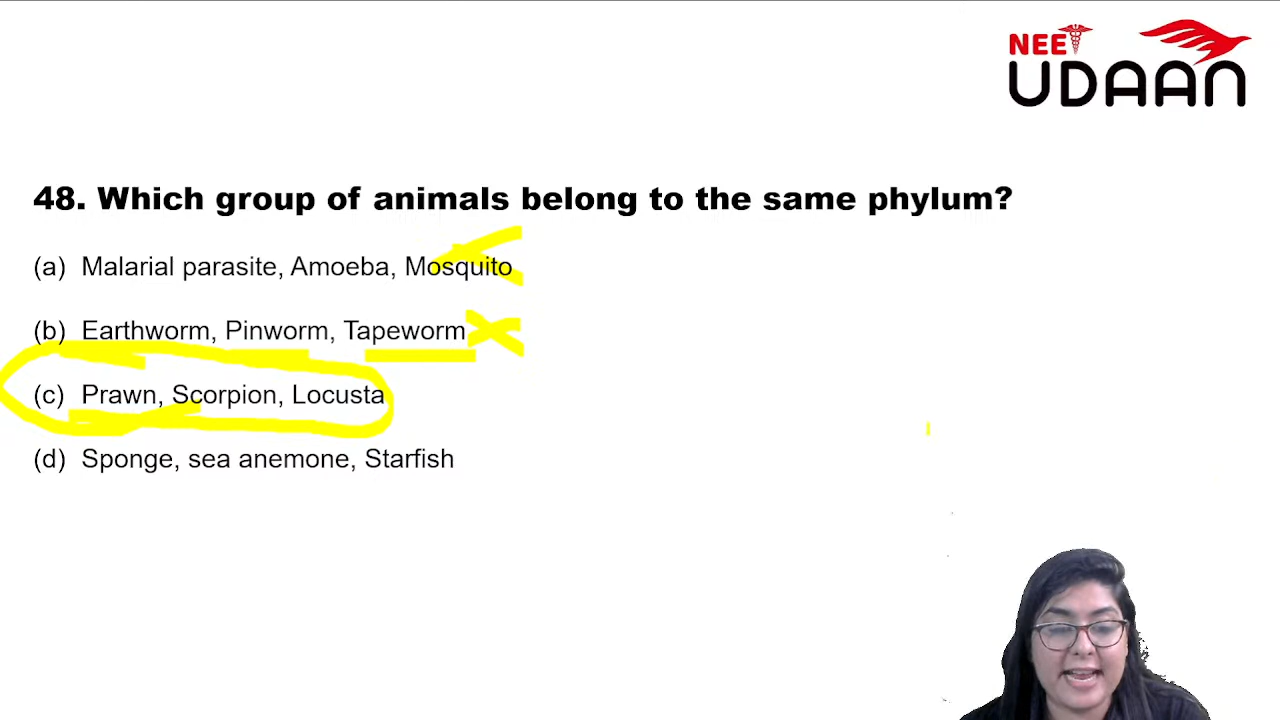 NEET
UDAAN
48. Which group of animals belong to the same phylum?
(a) Malarial parasite, Amoeba, Mosquito
(b) Earthworm, Pinworm, Tapeworm
(c) Prawn, Scorpion, Locusta
(d) Sponge, sea anemone, Starfish